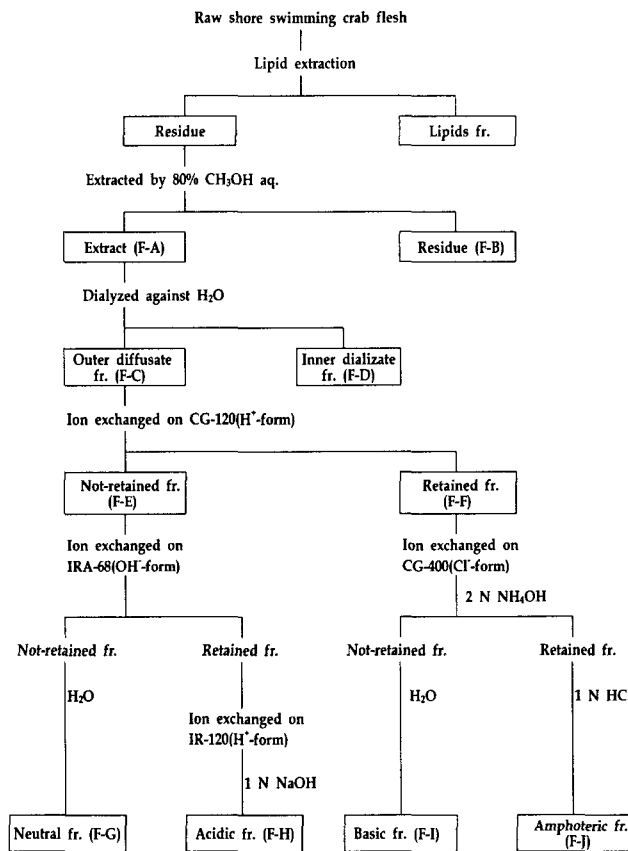 Raw shore swimming crab flesh
Lipid extraction
Residue
Lipids fr.
Extracted by 80% CH₃OH aq.
Extract (F-A)
Residue (F-B)
Dialyzed against H₂O
Outer diffusate
fr. (F-C)
Inner dializate
fr. (F-D)
Ion exchanged on CG-120(H⁺-form)
Not-retained fr.
(F-E)
Retained fr.
(F-F)
Ion exchanged on
IRA-68(OH⁻-form)
Ion exchanged on
CG-400(Cl⁻-form)
2 N NH₄OH
Not-retained fr.
Retained fr.
Not-retained fr.
Retained fr.
H₂O
H₂O
1 N HC
Ion exchanged on
IR-120(H⁺-form)
1 N NaOH
Neutral fr. (F-G)
Acidic fr. (F-H)
Basic fr. (F-I)
Amphoteric fr.
(F-J)